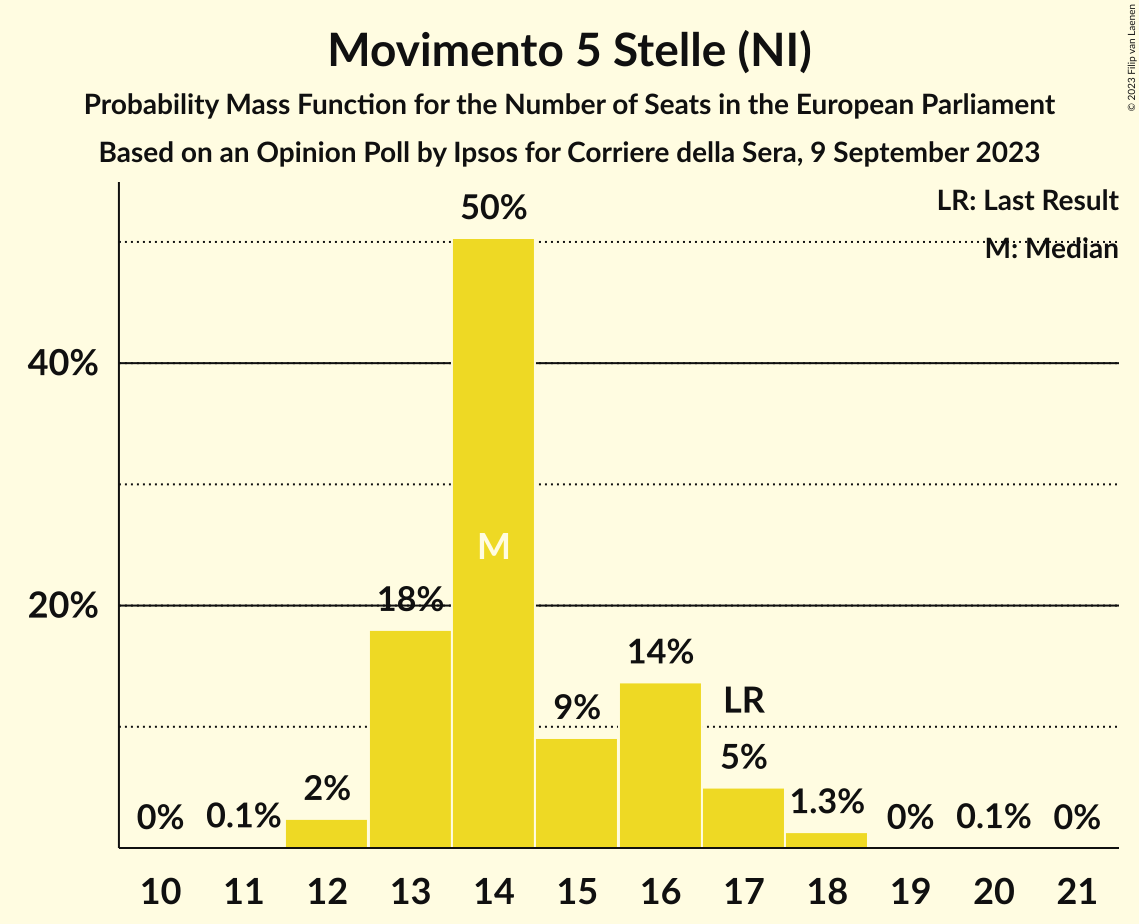 Movimento 5 Stelle (NI)
Probability Mass Function for the Number of Seats in the European Parliament
Based on an Opinion Poll by Ipsos for Corriere della Sera, 9 September 2023
© 2023 Filip van Laenen
LR: Last Result
M: Median
50%
40%
M
20%
18%
14%
LR
9%
5%
2%
1.3%
0% 0.1% 0% 0.1% 0%
10 11 12 13 14 15 16 17 18 19 20 21